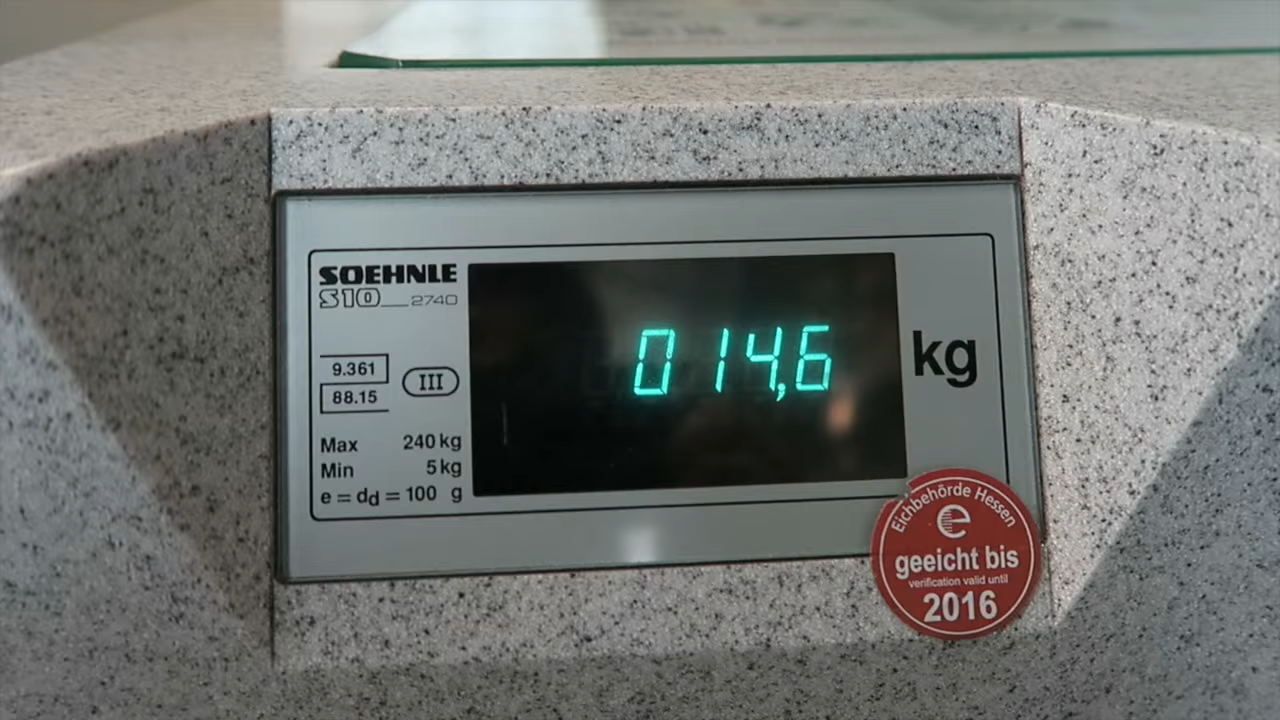 SOEHNLE
S10 2740
9.361
88.15
III
Max 240 kg
Min 5 kg
e = dd = 100 g
014,6
kg
Eichbehörde Hessen
e
geeicht bis
verification valid until
2016